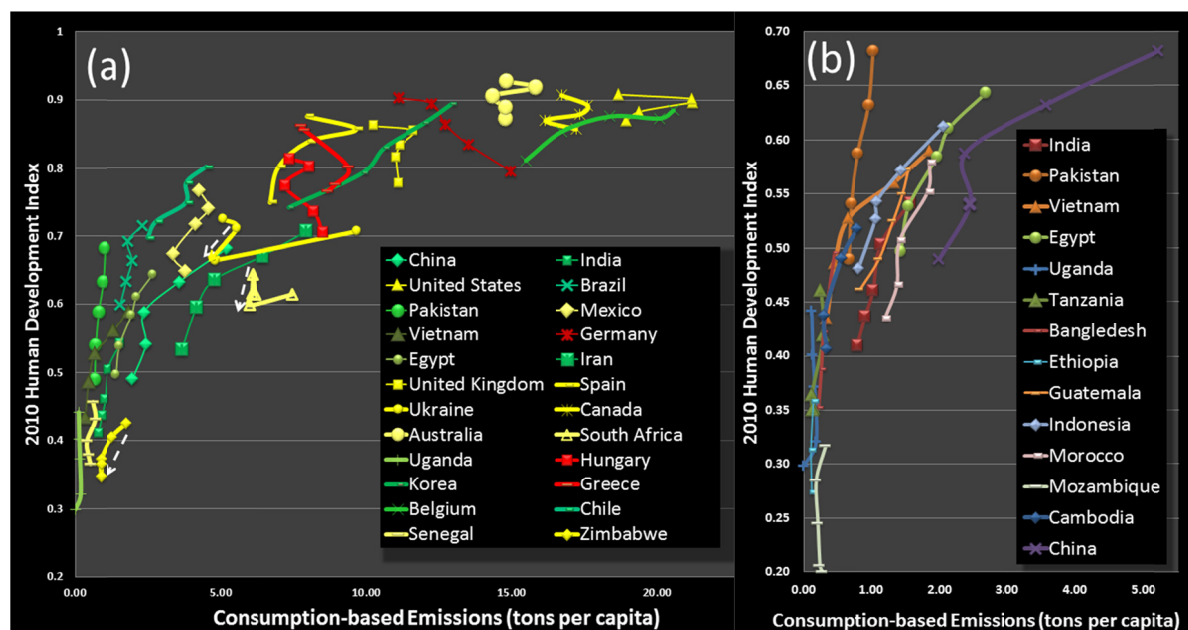 (a)
2010 Human Development Index
1
0.9
0.8
0.7
0.6
0.5
0.4
0.3
0.2
0.00 5.00 10.00 15.00 20.00
Consumption-based Emissions (tons per capita)
China India
United States Brazil
Pakistan Mexico
Vietnam Germany
Egypt Iran
United Kingdom Spain
Ukraine Canada
Australia South Africa
Uganda Hungary
Korea Greece
Belgium Chile
Senegal Zimbabwe
(b)
2010 Human Development Index
0.70
0.65
0.60
0.55
0.50
0.45
0.40
0.35
0.30
0.25
0.20
0.00 1.00 2.00 3.00 4.00 5.00
Consumption-based Emissions (tons per capita)
India
Pakistan
Vietnam
Egypt
Uganda
Tanzania
Bangledesh
Ethiopia
Guatemala
Indonesia
Morocco
Mozambique
Cambodia
China